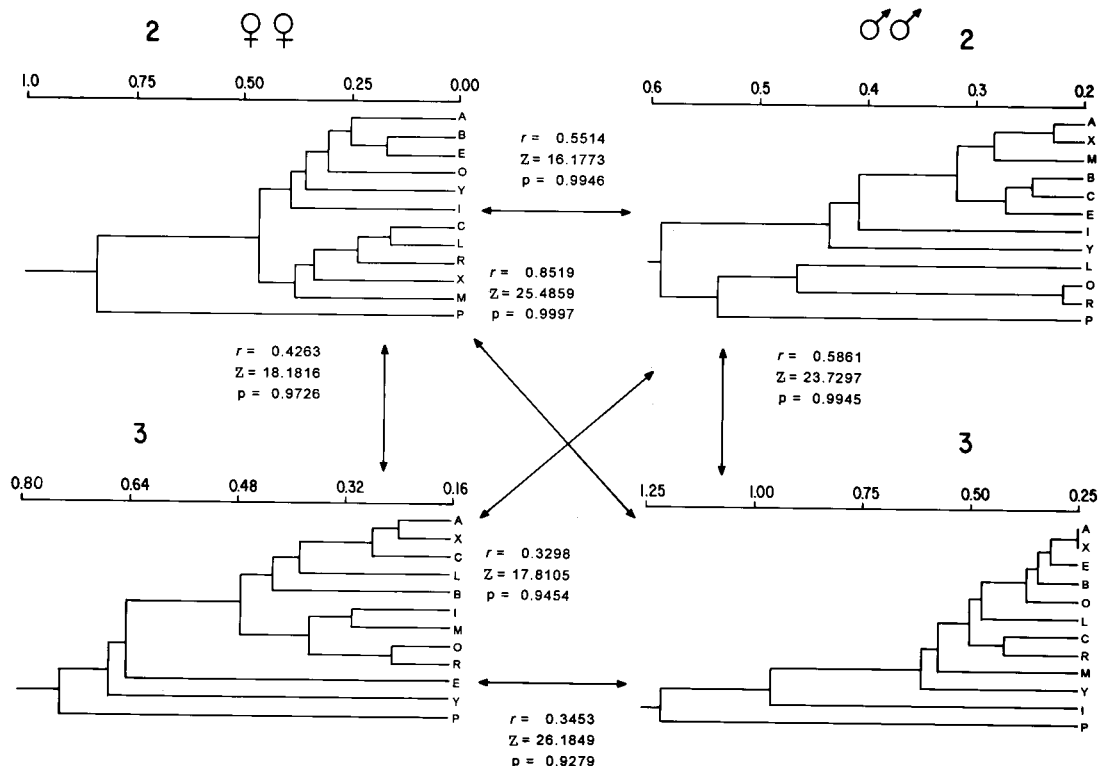 2 ♀♀
♂♂ 2
1.0 0.75 0.50 0.25 0.00
0.6 0.5 0.4 0.3 0.2
A
B
E
O
Y
I
C
L
R
X
M
P
r = 0.5514
Z = 16.1773
p = 0.9946
r = 0.8519
Z = 25.4859
p = 0.9997
A
X
M
B
C
E
I
Y
L
O
R
P
r = 0.4263
Z = 18.1816
p = 0.9726
r = 0.5861
Z = 23.7297
p = 0.9945
3
3
0.80 0.64 0.48 0.32 0.16
1.25 1.00 0.75 0.50 0.25
A
X
C
L
B
I
M
O
R
E
Y
P
r = 0.3298
Z = 17.8105
p = 0.9454
A
X
E
B
O
L
C
R
M
Y
I
P
r = 0.3453
Z = 26.1849
p = 0.9279